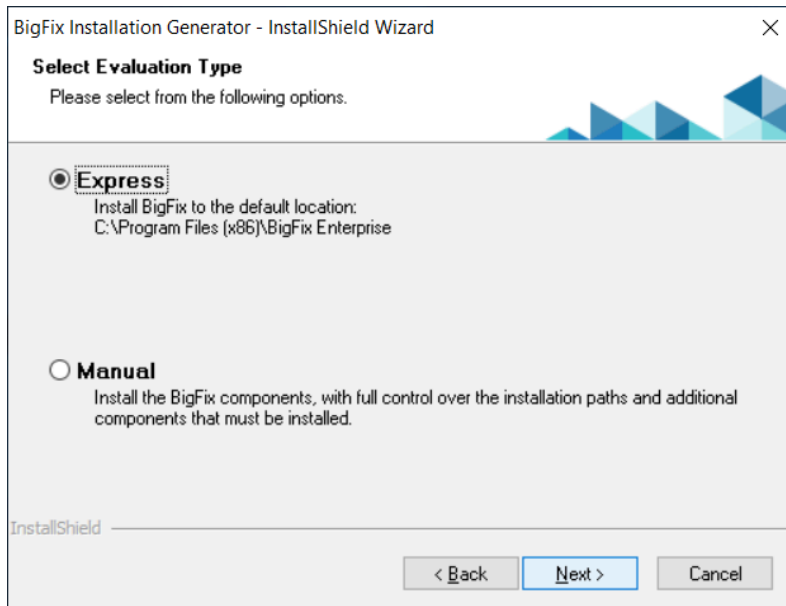 BigFix Installation Generator - InstallShield Wizard
Select Evaluation Type
Please select from the following options.
Express
Install BigFix to the default location:
C:\Program Files (x86)\BigFix Enterprise
Manual
Install the BigFix components, with full control over the installation paths and additional
components that must be installed.
InstallShield
< Back
Next >
Cancel